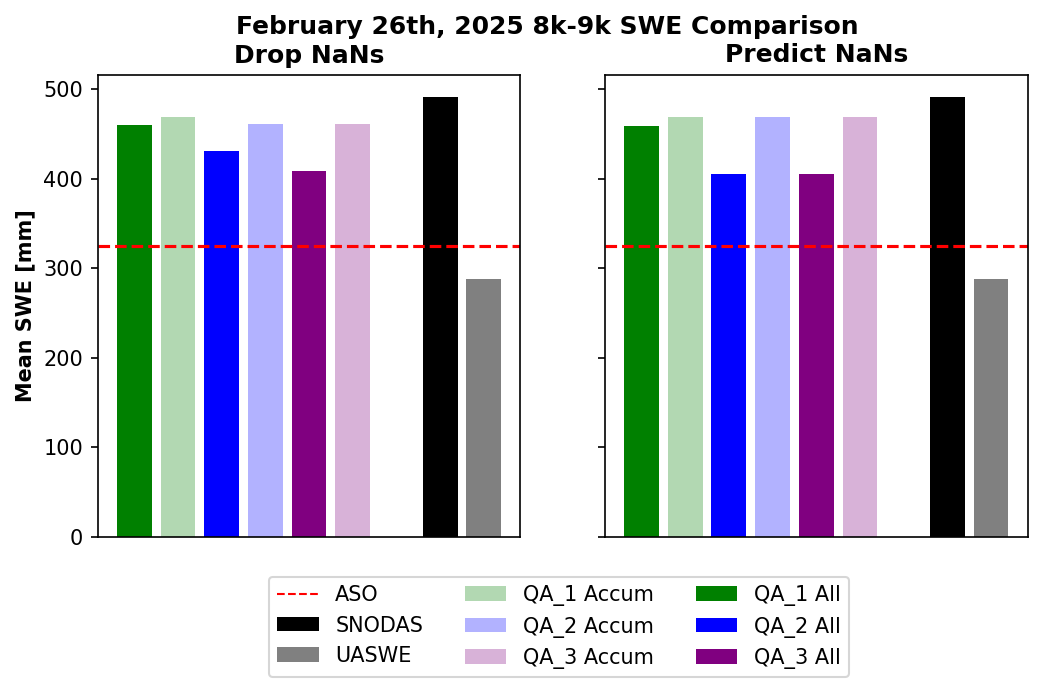 February 26th, 2025 8k-9k SWE Comparison
Drop NaNs
Predict NaNs
Mean SWE [mm]
500
400
300
200
100
0
ASO
SNODAS
UASWE
QA_1 Accum
QA_2 Accum
QA_3 Accum
QA_1 All
QA_2 All
QA_3 All